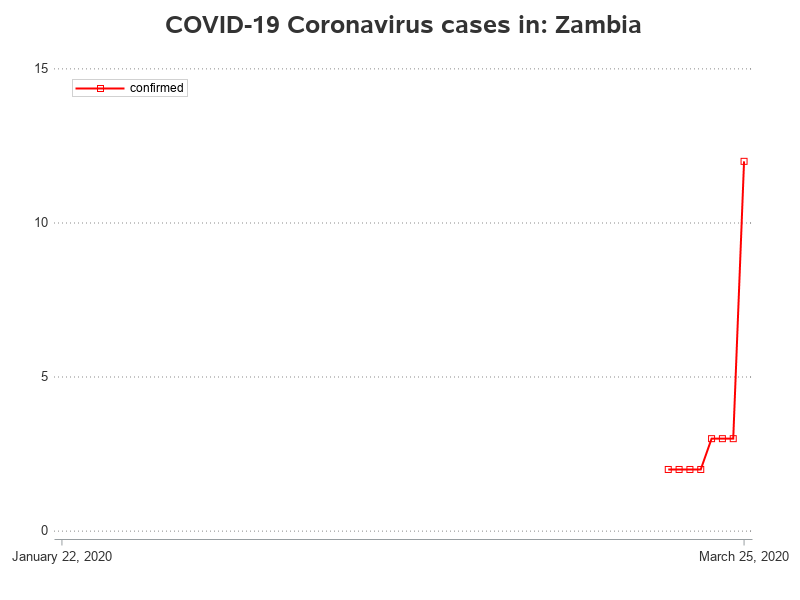 COVID-19 Coronavirus cases in: Zambia
15
confirmed
10
5
0
January 22, 2020
March 25, 2020